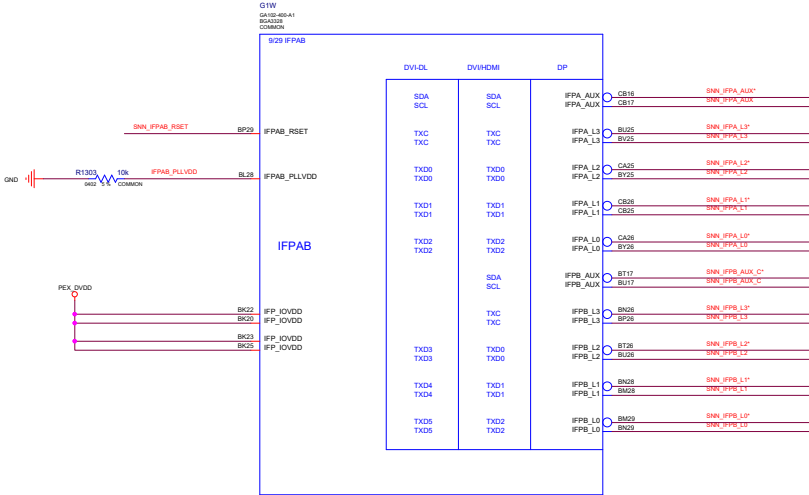 G1W
GA102-400-A1
BGA3328
COMMON
9/29 IFPAB
DVI-DL DVI/HDMI DP
SDA SDA IFPA_AUX CB16 SNN_IFPA_AUX*
SCL SCL IFPA_AUX CB17 SNN_IFPA_AUX
SNN_IFPAB_RSET BP29 IFPAB_RSET TXC TXC IFPA_L3 BU25 SNN_IFPA_L3*
TXC TXC IFPA_L3 BV25 SNN_IFPA_L3
TXD0 TXD0 IFPA_L2 CA25 SNN_IFPA_L2*
GND R1303 10k IFPAB_PLLVDD BL28 IFPAB_PLLVDD TXD0 TXD0 IFPA_L2 BY25 SNN_IFPA_L2
0402 5 % COMMON
TXD1 TXD1 IFPA_L1 CB26 SNN_IFPA_L1*
TXD1 TXD1 IFPA_L1 CB25 SNN_IFPA_L1
TXD2 TXD2 IFPA_L0 CA26 SNN_IFPA_L0*
IFPAB TXD2 TXD2 IFPA_L0 BY26 SNN_IFPA_L0
SDA IFPB_AUX BT17 SNN_IFPB_AUX_C*
SCL IFPB_AUX BU17 SNN_IFPB_AUX_C
PEX_DVDD
BK22 IFP_IOVDD TXC IFPB_L3 BN26 SNN_IFPB_L3*
BK20 IFP_IOVDD TXC IFPB_L3 BP26 SNN_IFPB_L3
BK23 IFP_IOVDD
BK25 IFP_IOVDD TXD3 TXD0 IFPB_L2 BT26 SNN_IFPB_L2*
TXD3 TXD0 IFPB_L2 BU26 SNN_IFPB_L2
TXD4 TXD1 IFPB_L1 BN28 SNN_IFPB_L1*
TXD4 TXD1 IFPB_L1 BM28 SNN_IFPB_L1
TXD5 TXD2 IFPB_L0 BM29 SNN_IFPB_L0*
TXD5 TXD2 IFPB_L0 BN29 SNN_IFPB_L0